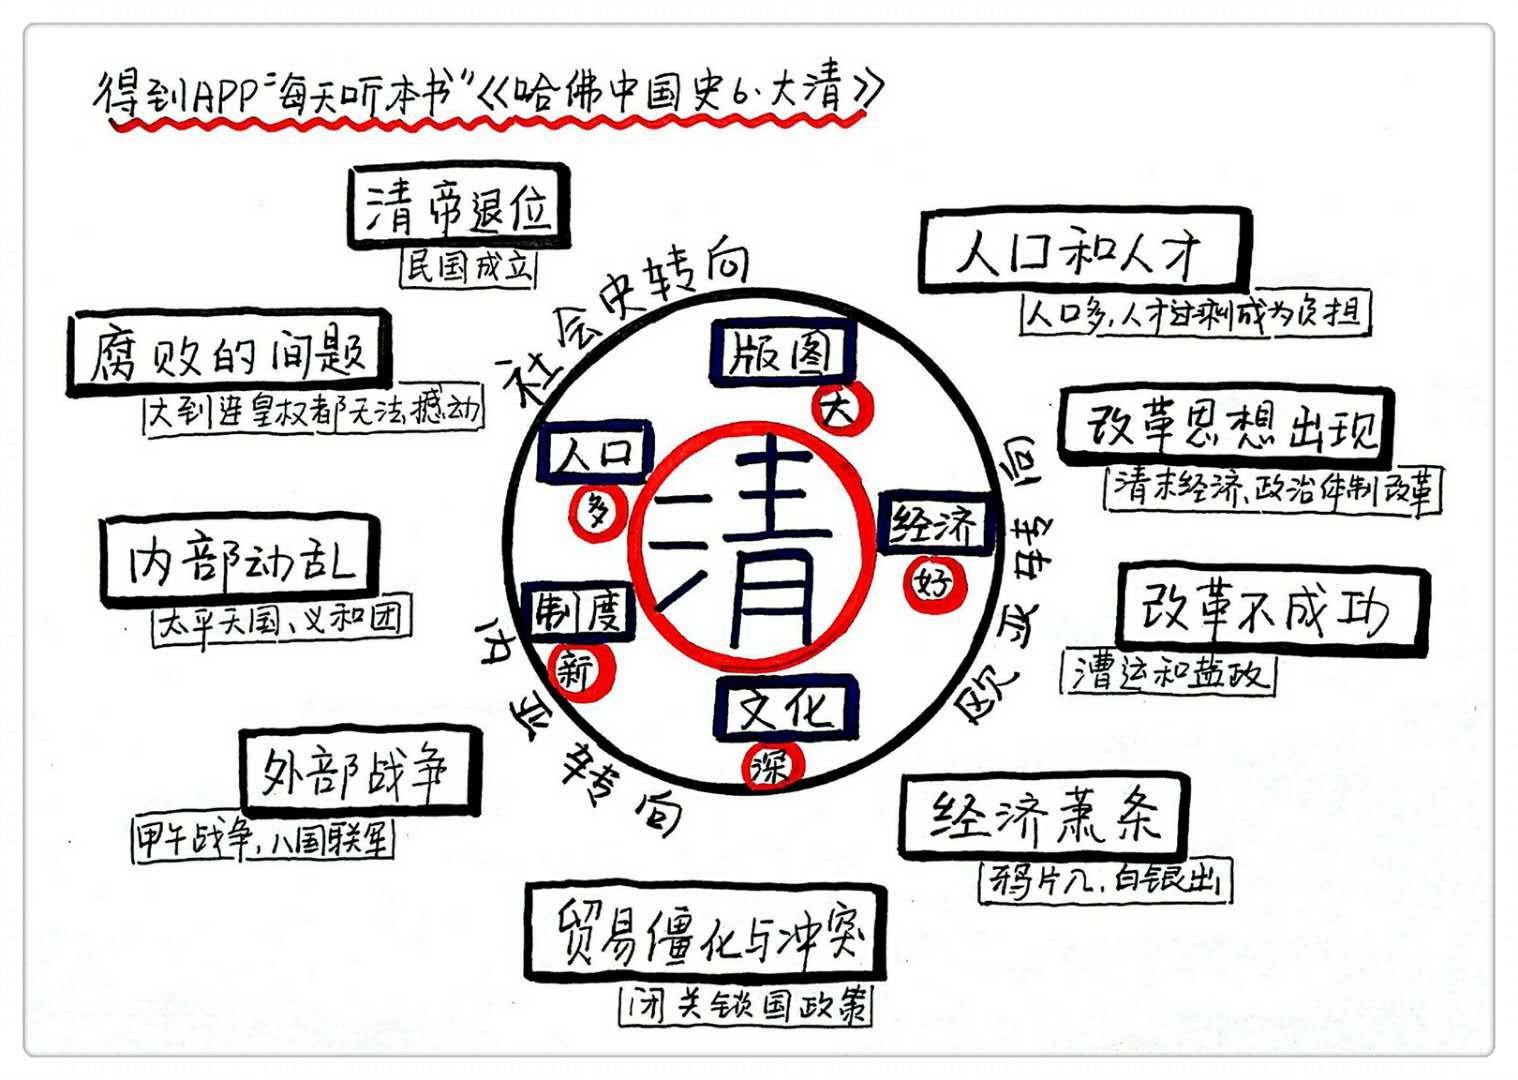 得到APP“每天听本书”《哈佛中国史6·大清》
清帝退位
民国成立
人口和人才
人口多,人才过剩成为负担
腐败的问题
大到连皇权都无法撼动
改革思想出现
清末经济、政治体制改革
内部动乱
太平天国、义和团
改革不成功
漕运和盐政
外部战争
甲午战争,八国联军
经济萧条
鸦片入,白银出
贸易僵化与冲突
闭关锁国政策
社会史转向
欧亚转向
内亚转向
版图
大
人口
多
经济
好
制度
新
文化
深
清